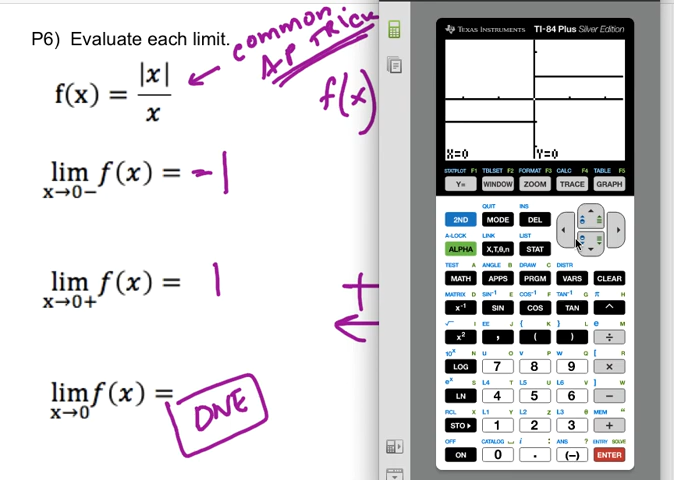 P6) Evaluate each limit.
common
AP TRICK
f(x) = |x| / x
f(x)
lim x→0- f(x) = -1
lim x→0+ f(x) = 1
lim x→0 f(x) = DNE
TEXAS INSTRUMENTS TI-84 Plus Silver Edition
X=0 Y=0
STATPLOT F1 TBLSET F2 FORMAT F3 CALC F4 TABLE F5
Y= WINDOW ZOOM TRACE GRAPH
QUIT INS
2ND MODE DEL
A-LOCK LINK LIST
ALPHA X,T,θ,n STAT
TEST A ANGLE B DRAW C DISTR
MATH APPS PRGM VARS CLEAR
MATRIX D SIN⁻¹ E COS⁻¹ F TAN⁻¹ G π H
x⁻¹ SIN COS TAN ^
√ I EE J { K } L e M
x² , ( ) ÷
10ˣ N u O v P w Q [ R
LOG 7 8 9 ×
eˣ S L4 T L5 U L6 V ] W
LN 4 5 6 −
RCL X L1 Y L2 Z L3 θ MEM "
STO▸ 1 2 3 +
OFF CATALOG ⎵ i : ANS ? ENTRY SOLVE
ON 0 . (−) ENTER